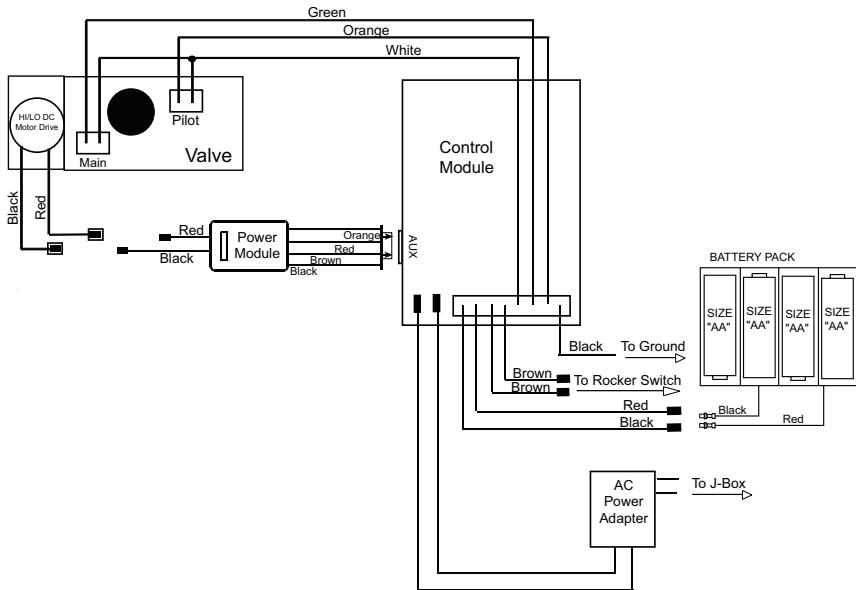 Green
Orange
White
HI/LO DC
Motor Drive
Main
Pilot
Valve
Black
Red
Control
Module
Red
Black
Power
Module
Orange
Red
Brown
Black
AUX
BATTERY PACK
SIZE
"AA"
SIZE
"AA"
SIZE
"AA"
SIZE
"AA"
Black
To Ground
Brown
Brown
To Rocker Switch
Red
Black
Black
Red
AC
Power
Adapter
To J-Box